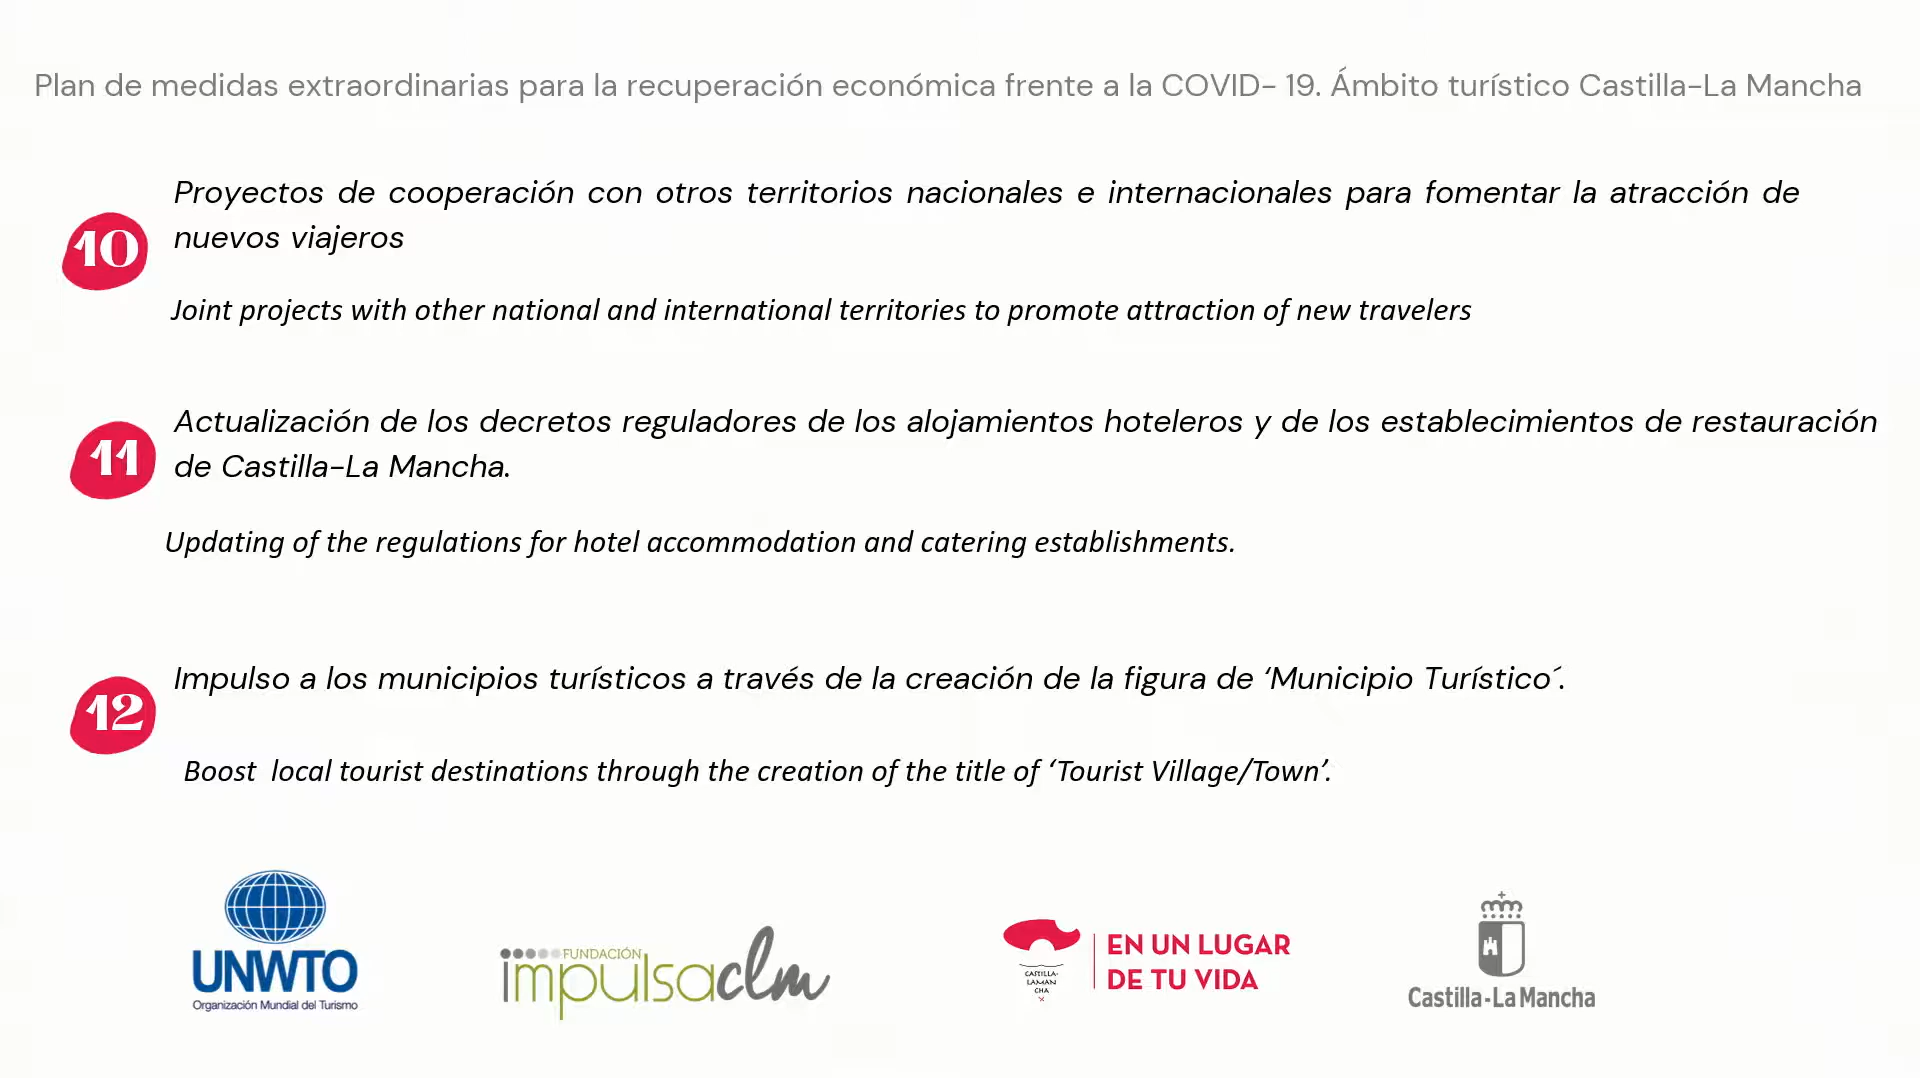 Plan de medidas extraordinarias para la recuperación económica frente a la COVID- 19. Ámbito turístico Castilla-La Mancha
10
Proyectos de cooperación con otros territorios nacionales e internacionales para fomentar la atracción de
nuevos viajeros
Joint projects with other national and international territories to promote attraction of new travelers
11
Actualización de los decretos reguladores de los alojamientos hoteleros y de los establecimientos de restauración
de Castilla-La Mancha.
Updating of the regulations for hotel accommodation and catering establishments.
12
Impulso a los municipios turísticos a través de la creación de la figura de ‘Municipio Turístico´.
Boost  local tourist destinations through the creation of the title of ‘Tourist Village/Town’.
UNWTO
Organización Mundial del Turismo
FUNDACIÓN
impulsaclm
CASTILLA-
LAMAN
CHA
EN UN LUGAR
DE TU VIDA
Castilla-La Mancha